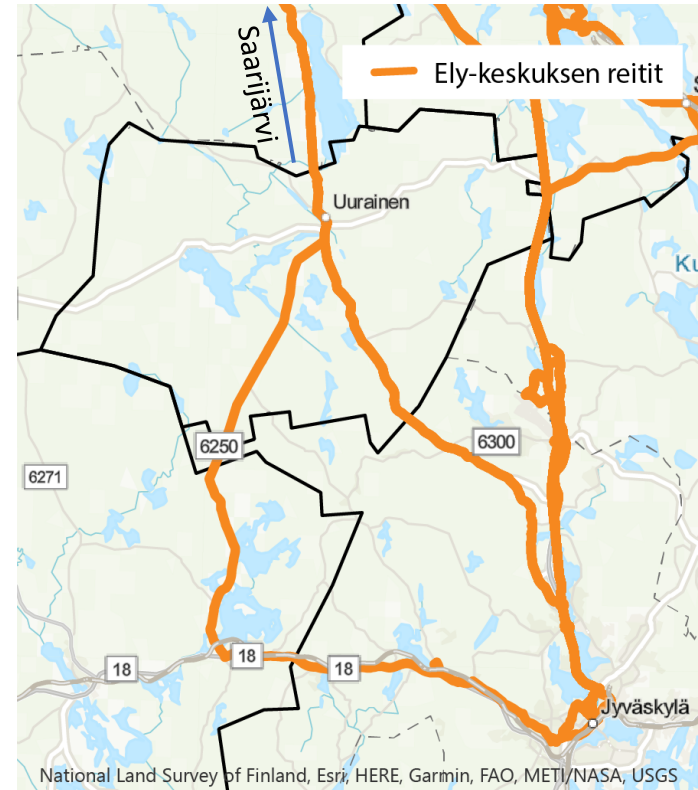 Saarijärvi
Ely-keskuksen reitit
S
Uurainen
Ku
6250
6300
6271
18
18
18
Jyväskylä
National Land Survey of Finland, Esri, HERE, Garmin, FAO, METI/NASA, USGS